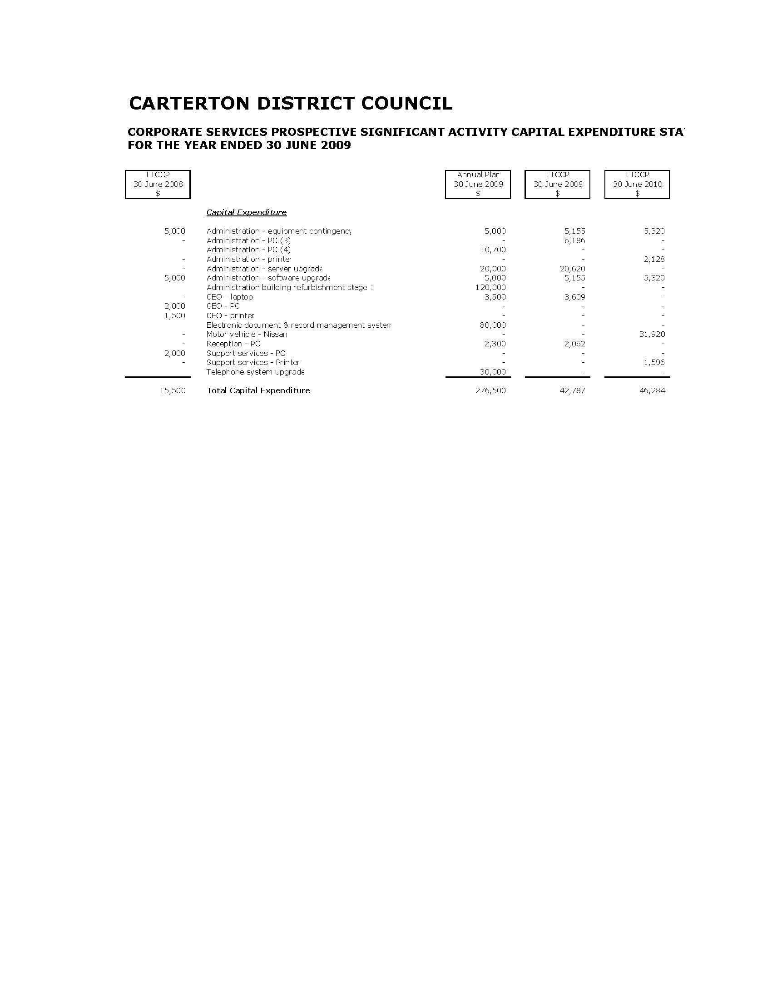 CARTERTON DISTRICT COUNCIL
CORPORATE SERVICES PROSPECTIVE SIGNIFICANT ACTIVITY CAPITAL EXPENDITURE STA
FOR THE YEAR ENDED 30 JUNE 2009
LTCCP Annual Plan LTCCP LTCCP
30 June 2008 30 June 2009 30 June 2009 30 June 2010
$ $ $ $
Capital Expenditure
5,000 Administration - equipment contingency 5,000 5,155 5,320
- Administration - PC (3) - 6,186 -
Administration - PC (4) 10,700 - -
- Administration - printer - - 2,128
- Administration - server upgrade 20,000 20,620 -
5,000 Administration - software upgrade 5,000 5,155 5,320
Administration building refurbishment stage 120,000 - -
- CEO - laptop 3,500 3,609 -
2,000 CEO - PC - - -
1,500 CEO - printer - - -
Electronic document & record management system 80,000 - -
- Motor vehicle - Nissan - - 31,920
- Reception - PC 2,300 2,062 -
2,000 Support services - PC - - -
- Support services - Printer - - 1,596
Telephone system upgrade 30,000 - -
15,500 Total Capital Expenditure 276,500 42,787 46,284